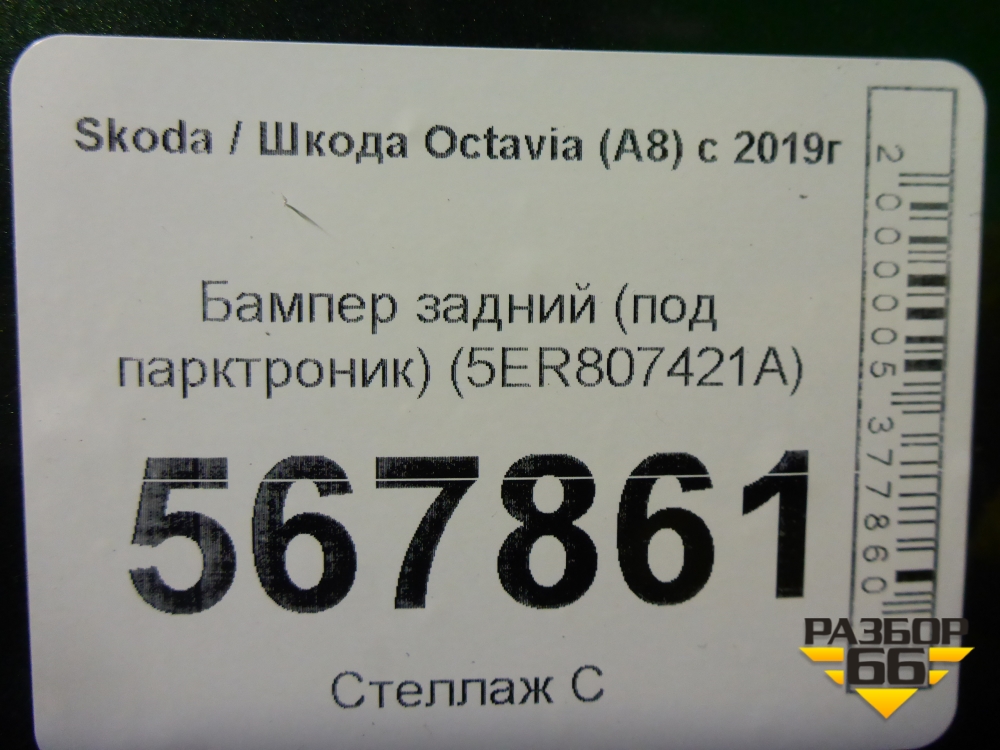 Skoda / Шкода Octavia (A8) с 2019г
Бампер задний (под
парктроник) (5ER807421A)
567861
Стеллаж С
2000005377860
РАЗБОР
66